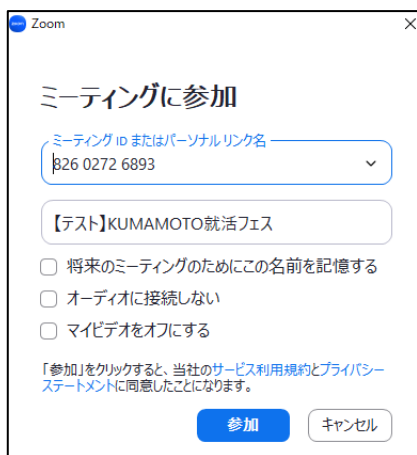 Zoom
ミーティングに参加
ミーティング ID またはパーソナル リンク名
826 0272 6893
【テスト】KUMAMOTO就活フェス
将来のミーティングのためにこの名前を記憶する
オーディオに接続しない
マイビデオをオフにする
「参加」をクリックすると、当社のサービス利用規約とプライバシー
ステートメントに同意したことになります。
参加 キャンセル